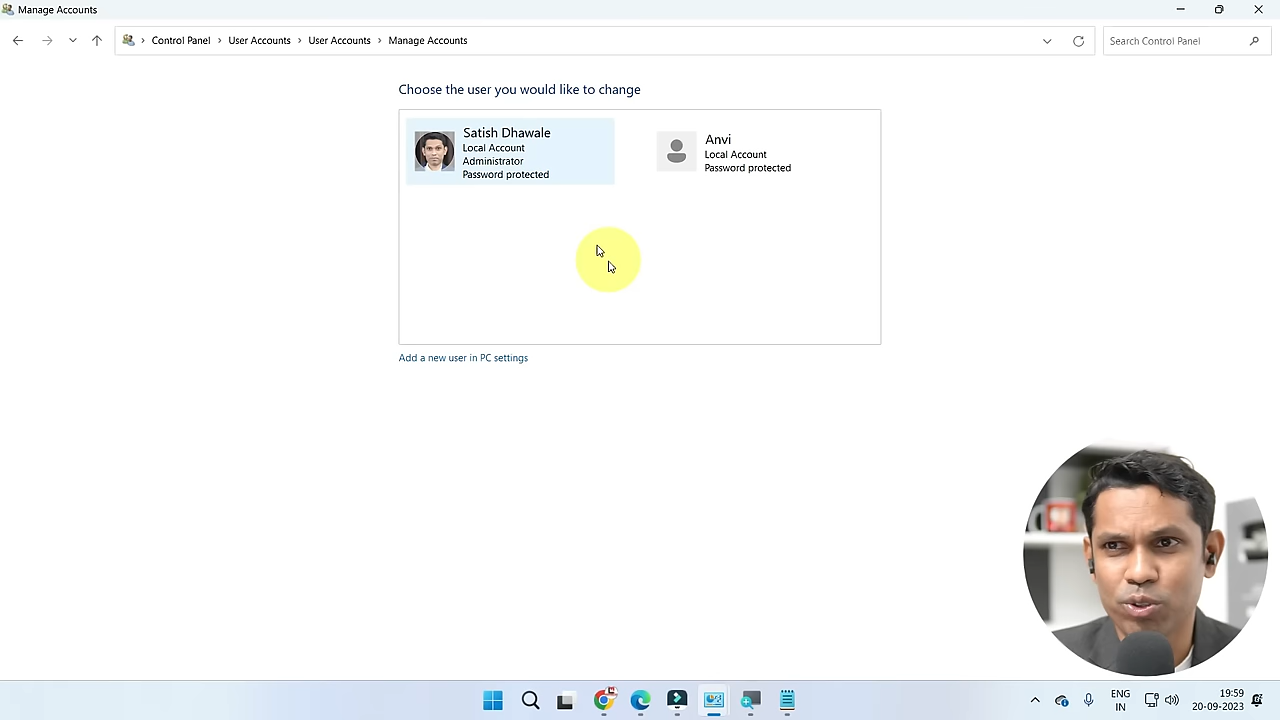 Manage Accounts
Control Panel > User Accounts > User Accounts > Manage Accounts
Search Control Panel
Choose the user you would like to change
Satish Dhawale
Local Account
Administrator
Password protected
Anvi
Local Account
Password protected
Add a new user in PC settings
ENG
IN
19:59
20-09-2023